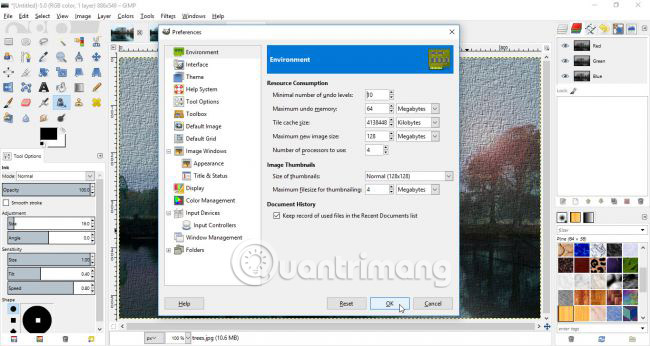 *[Untitled]-5.0 (RGB color, 1 layer) 886x549 – GIMP
File Edit Select View Image Layer Colors Tools Filters Windows Help
Tool Options
Ink
Mode Normal
Opacity 100.0
Smooth stroke
Adjustment
Size 16.0
Angle 0.0
Sensitivity
Size 1.00
Tilt 0.40
Speed 0.80
Shape
Preferences
Environment
Interface
Theme
Help System
Tool Options
Toolbox
Default Image
Default Grid
Image Windows
Appearance
Title & Status
Display
Color Management
Input Devices
Input Controllers
Window Management
Folders
Environment
Resource Consumption
Minimal number of undo levels: 10
Maximum undo memory: 64 Megabytes
Tile cache size: 4138448 Kilobytes
Maximum new image size: 128 Megabytes
Number of processors to use: 4
Image Thumbnails
Size of thumbnails: Normal (128x128)
Maximum filesize for thumbnailing: 4 Megabytes
Document History
Keep record of used files in the Recent Documents list
Quantrimang
Help Reset OK Cancel
px 100 % trees.jpg (10.6 MB)
Red
Green
Blue
Lock:
filter
Pine (64 × 56)
enter tags